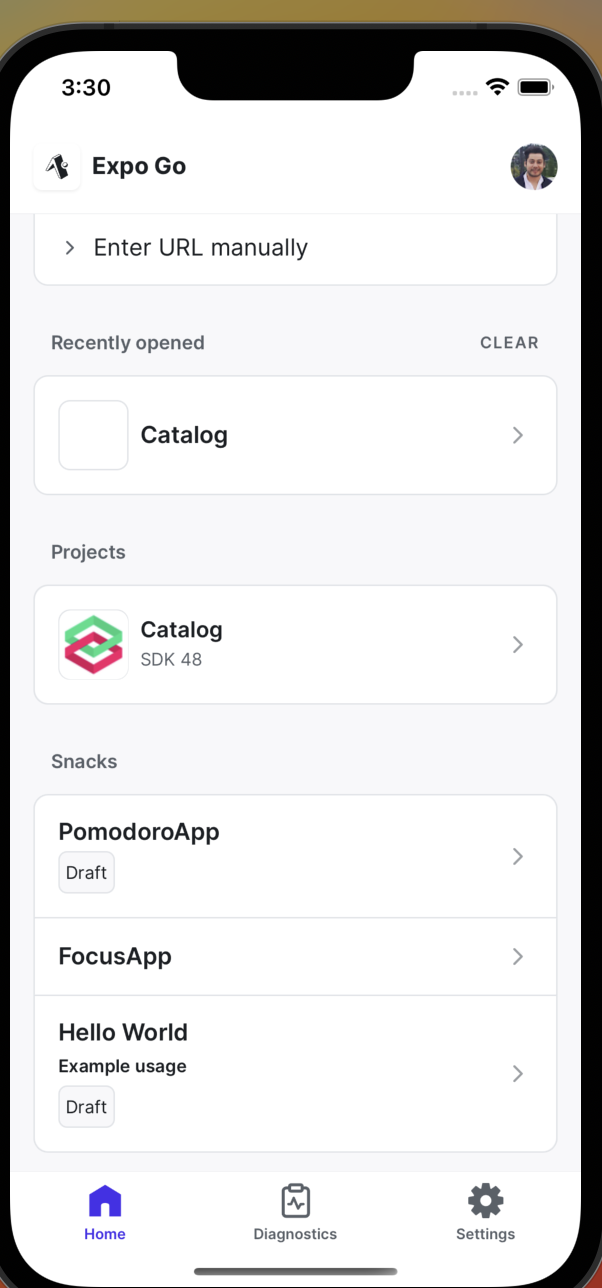 3:30
Expo Go
Enter URL manually
Recently opened
CLEAR
Catalog
Projects
Catalog
SDK 48
Snacks
PomodoroApp
Draft
FocusApp
Hello World
Example usage
Draft
Home
Diagnostics
Settings